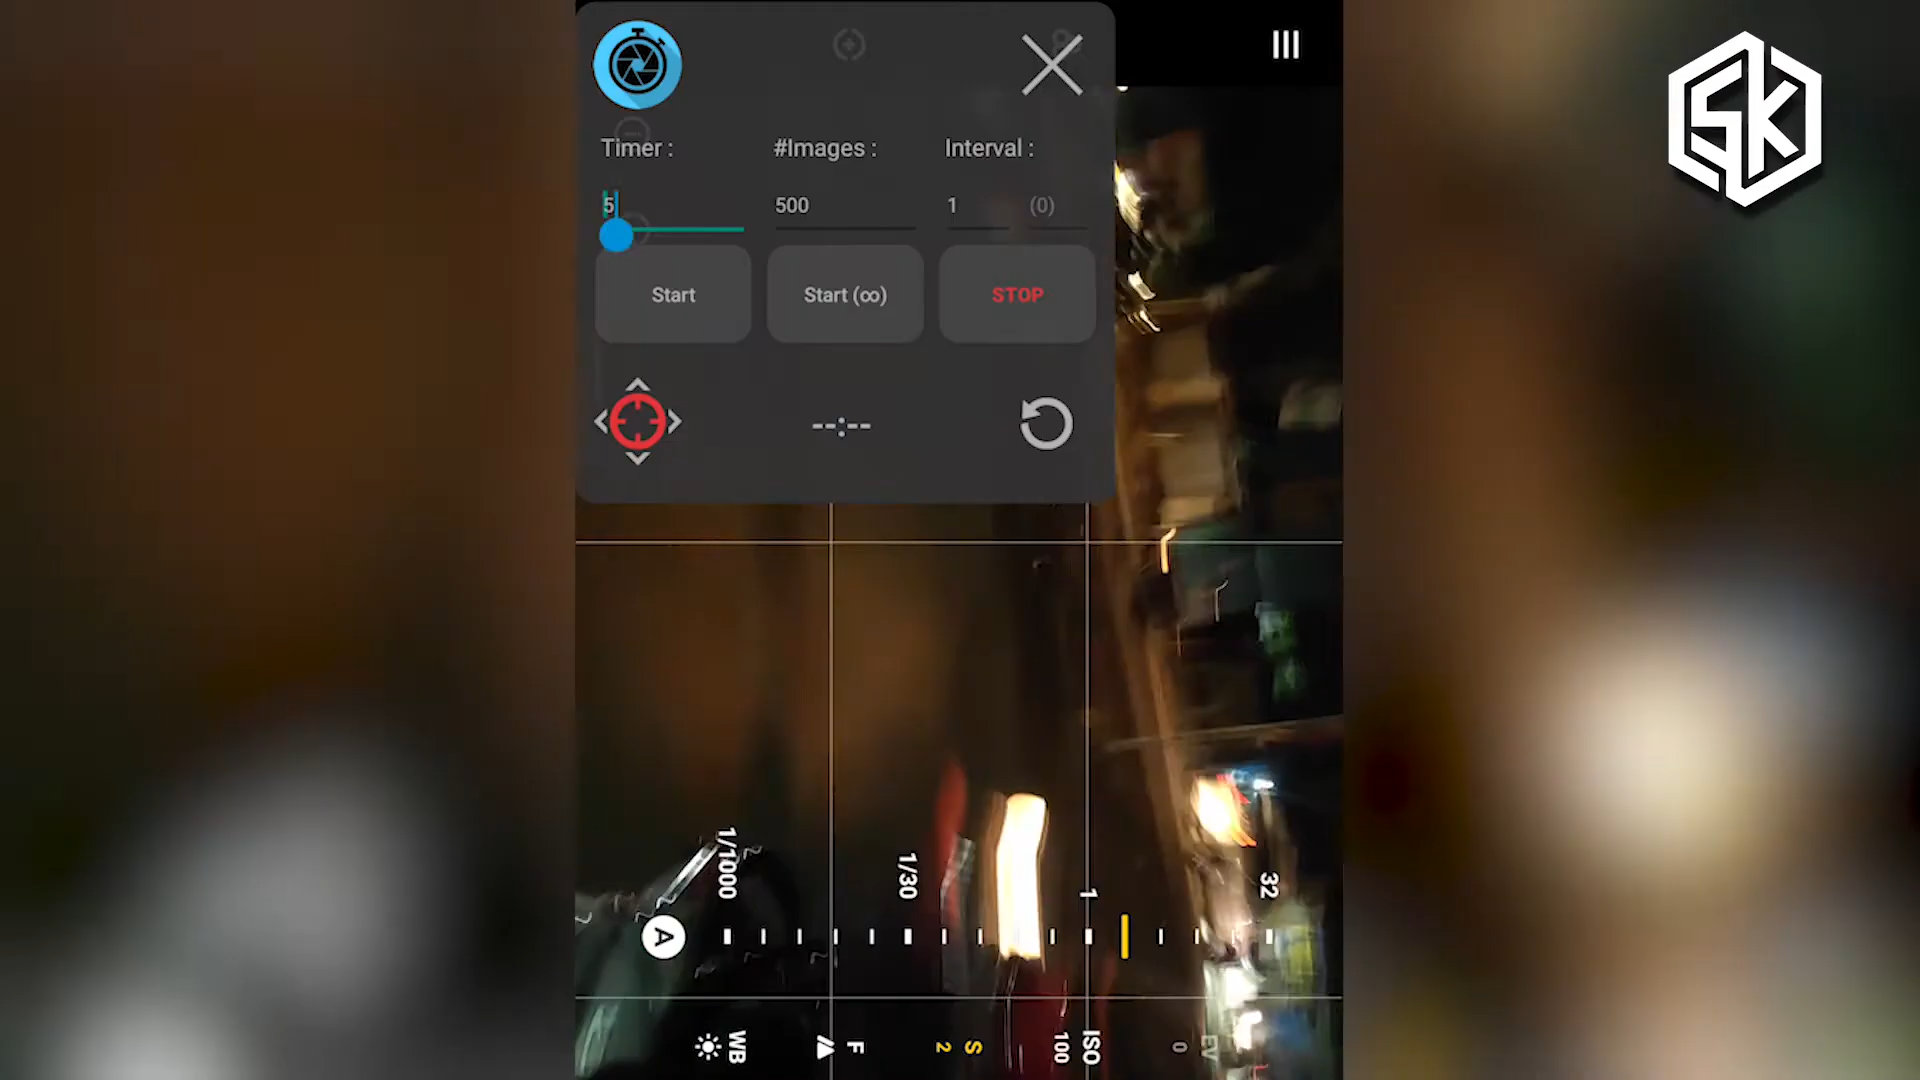 SK
Timer : #Images : Interval :
5 500 1 (0)
Start Start (∞) STOP
--:--
1/1000 1/30 1 32
A
WB F S 2 ISO 100 EV 0